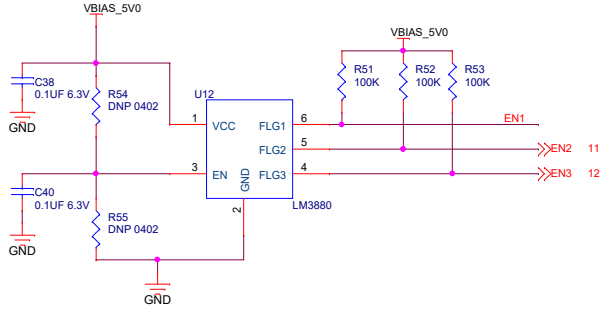 VBIAS_5V0
VBIAS_5V0
C38
0.1UF 6.3V
GND
R54
DNP 0402
U12
R51
100K
R52
100K
R53
100K
1
VCC
FLG1
6
EN1
FLG2
5
EN2
11
3
EN
FLG3
4
EN3
12
GND
2
LM3880
C40
0.1UF 6.3V
GND
R55
DNP 0402
GND